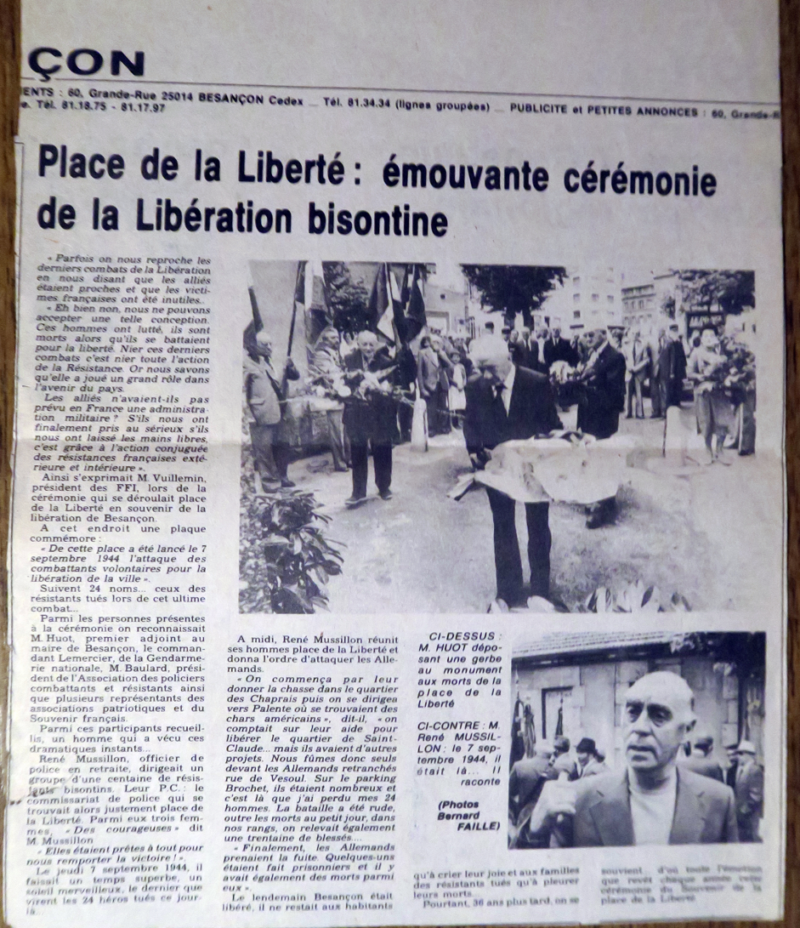 ÇON
ENTS : 60, Grande-Rue 25014 BESANÇON Cedex ... Tél. 81.34.34 (lignes groupées) ... PUBLICITE et PETITES ANNONCES : 60, Grande-R
e. Tél. 81.18.75 - 81.17.97
Place de la Liberté : émouvante cérémonie
de la Libération bisontine
« Parfois on nous reproche les
derniers combats de la Libération
en nous disant que les alliés
étaient proches et que les victi-
mes françaises ont été inutiles..
« Eh bien non, nous ne pouvons
accepter une telle conception.
Ces hommes ont lutté, ils sont
morts alors qu'ils se battaient
pour la liberté. Nier ces derniers
combats c'est nier toute l'action
de la Résistance. Or nous savons
qu'elle a joué un grand rôle dans
l'avenir du pays.
Les alliés n'avaient-ils pas
prévu en France une administra-
tion militaire ? S'ils nous ont
finalement pris au sérieux s'ils
nous ont laissé les mains libres,
c'est grâce à l'action conjuguée
des résistances françaises exté-
rieure et intérieure ».
Ainsi s'exprimait M. Vuillemin,
président des FFI, lors de la
cérémonie qui se déroulait place
de la Liberté en souvenir de la
libération de Besançon.
A cet endroit une plaque
commémore :
« De cette place a été lancé le 7
septembre 1944 l'attaque des
combattants volontaires pour la
libération de la ville ».
Suivent 24 noms... ceux des
résistants tués lors de cet ultime
combat...
Parmi les personnes présentes
à la cérémonie on reconnaissait
M. Huot, premier adjoint au
maire de Besançon, le comman-
dant Lemercier, de la Gendarme-
rie nationale, M. Baulard, prési-
dent de l'Association des policiers
combattants et résistants ainsi
que plusieurs représentants des
associations patriotiques et du
Souvenir français.
Parmi ces participants recueil-
lis, un homme qui a vécu ces
dramatiques instants...
René Mussillon, officier de
police en retraite, dirigeait un
groupe d'une centaine de résis-
tants bisontins. Leur P.C. : le
commissariat de police qui se
trouvait alors justement place de
la Liberté. Parmi eux trois fem-
mes, « Des courageuses » dit
M. Mussillon
« Elles étaient prêtes à tout pour
nous remporter la victoire ! ».
Le jeudi 7 septembre 1944, il
faisait un temps superbe, un
soleil merveilleux, le dernier que
virent les 24 héros tués ce jour-
là.
A midi, René Mussillon réunit
ses hommes place de la Liberté et
donna l'ordre d'attaquer les Alle-
mands.
« On commença par leur
donner la chasse dans le quartier
des Chaprais puis on se dirigea
vers Palente où se trouvaient des
chars américains », dit-il, « on
comptait sur leur aide pour
libérer le quartier de Saint-
Claude... mais ils avaient d'autres
projets. Nous fûmes donc seuls
devant les Allemands retranchés
rue de Vesoul. Sur le parking
Brochet, ils étaient nombreux et
c'est là que j'ai perdu mes 24
hommes. La bataille a été rude,
outre les morts au petit jour, dans
nos rangs, on relevait également
une trentaine de blessés....
« Finalement, les Allemands
prenaient la fuite. Quelques-uns
étaient fait prisonniers et il y
avait également des morts parmi
eux ».
Le lendemain Besançon était
libéré, il ne restait aux habitants
CI-DESSUS :
M. HUOT dépo-
sant une gerbe
au monument
aux morts de la
place de la
Liberté
CI-CONTRE : M.
René MUSSIL-
LON : le 7 sep-
tembre 1944, il
était là... Il
raconte
(Photos
Bernard
FAILLE)
qu'à crier leur joie et aux familles
des résistants tués qu'à pleurer
leurs morts.
Pourtant, 36 ans plus tard, on se
souvient d'où toute l'émotion
que revêt chaque année cette
cérémonie du Souvenir de la
place de la Liberté